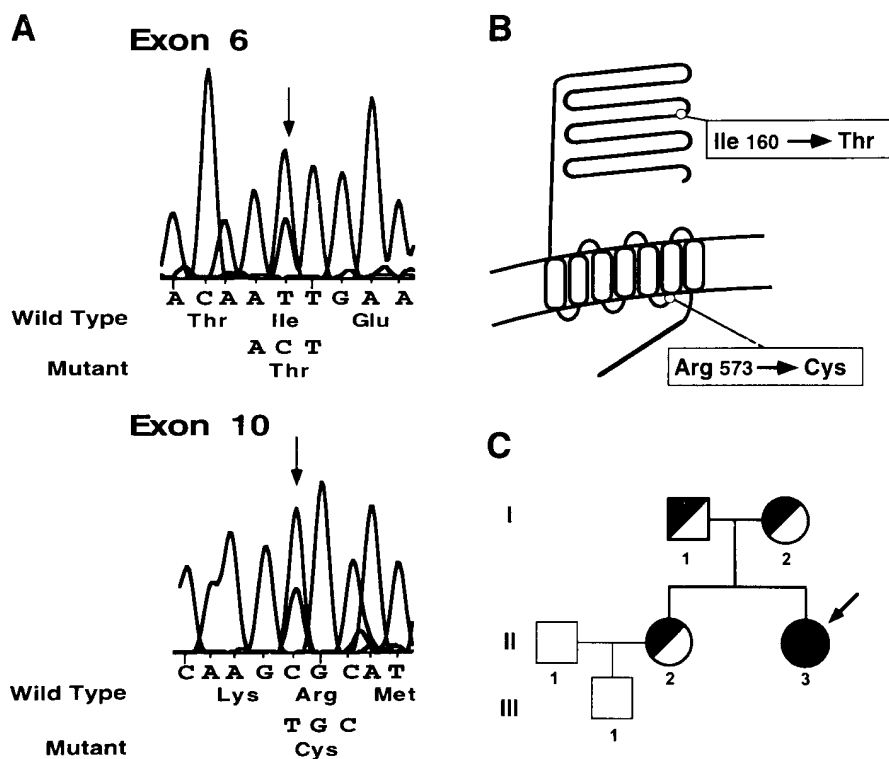 A
Exon 6
A C A A T T G A A
Wild Type Thr Ile Glu
A C T
Mutant Thr
Exon 10
C A A G C G C A T
Wild Type Lys Arg Met
T G C
Mutant Cys
B
Ile 160 → Thr
Arg 573 → Cys
C
I
1 2
II
1 2 3
III
1